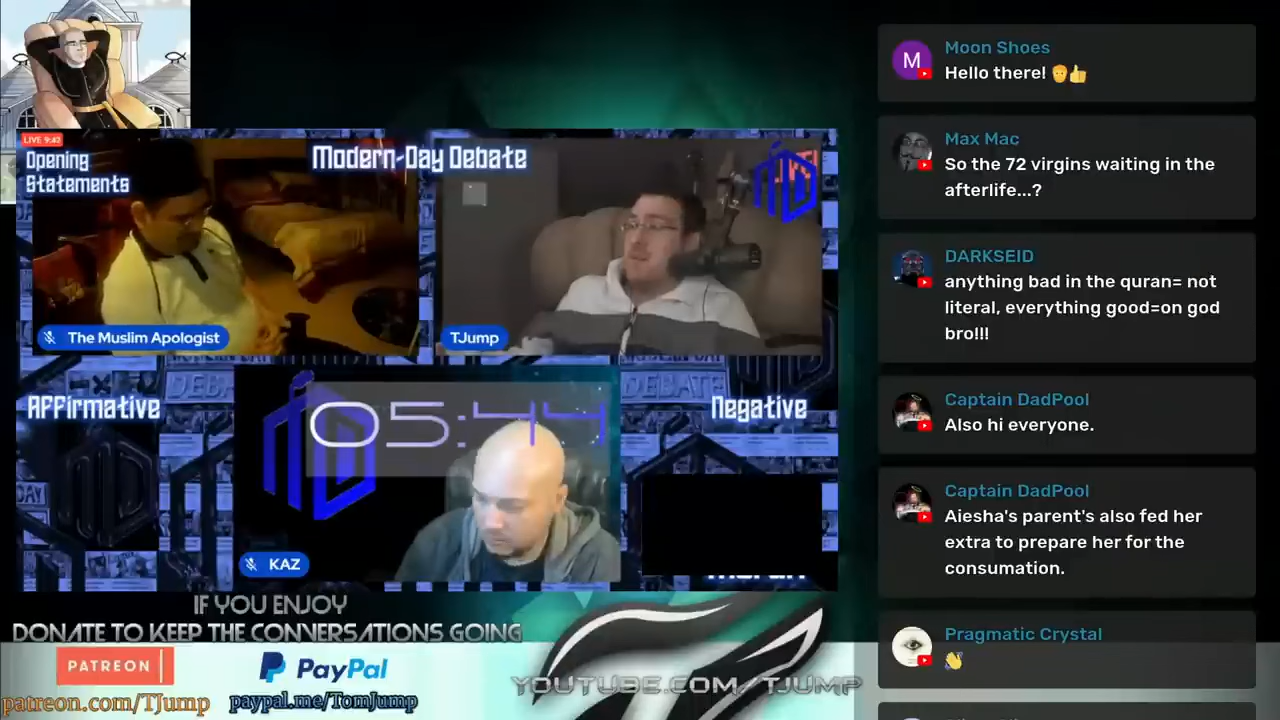 LIVE 9:42
Opening
Statements
Modern-Day Debate
The Muslim Apologist
TJump
Affirmative
Negative
05:44
KAZ
IF YOU ENJOY
DONATE TO KEEP THE CONVERSATIONS GOING
PATREON
PayPal
patreon.com/TJump
paypal.me/TomJump
YOUTUBE.COM/TJUMP
M
Moon Shoes
Hello there! 
Max Mac
So the 72 virgins waiting in the
afterlife...?
DARKSEID
anything bad in the quran= not
literal, everything good=on god
bro!!!
Captain DadPool
Also hi everyone.
Captain DadPool
Aiesha's parent's also fed her
extra to prepare her for the
consumation.
Pragmatic Crystal